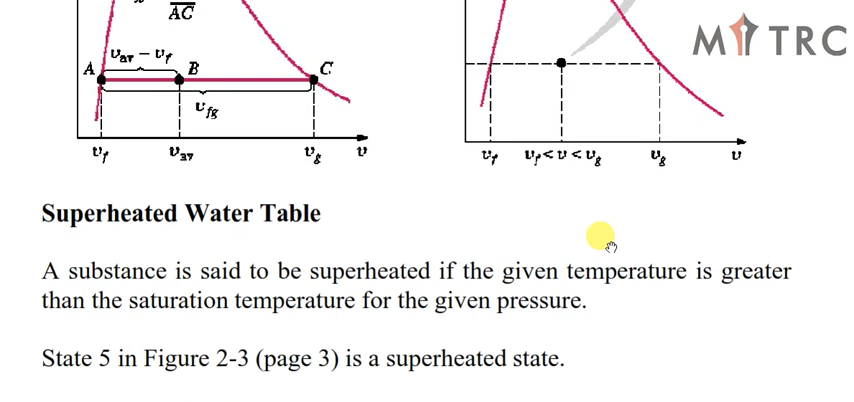 AC
v_av − v_f
A
B
C
v_fg
v_f
v_av
v_g
v
v_f
v_f < v < v_g
v_g
v
M TRC
Superheated Water Table
A substance is said to be superheated if the given temperature is greater
than the saturation temperature for the given pressure.
State 5 in Figure 2-3 (page 3) is a superheated state.